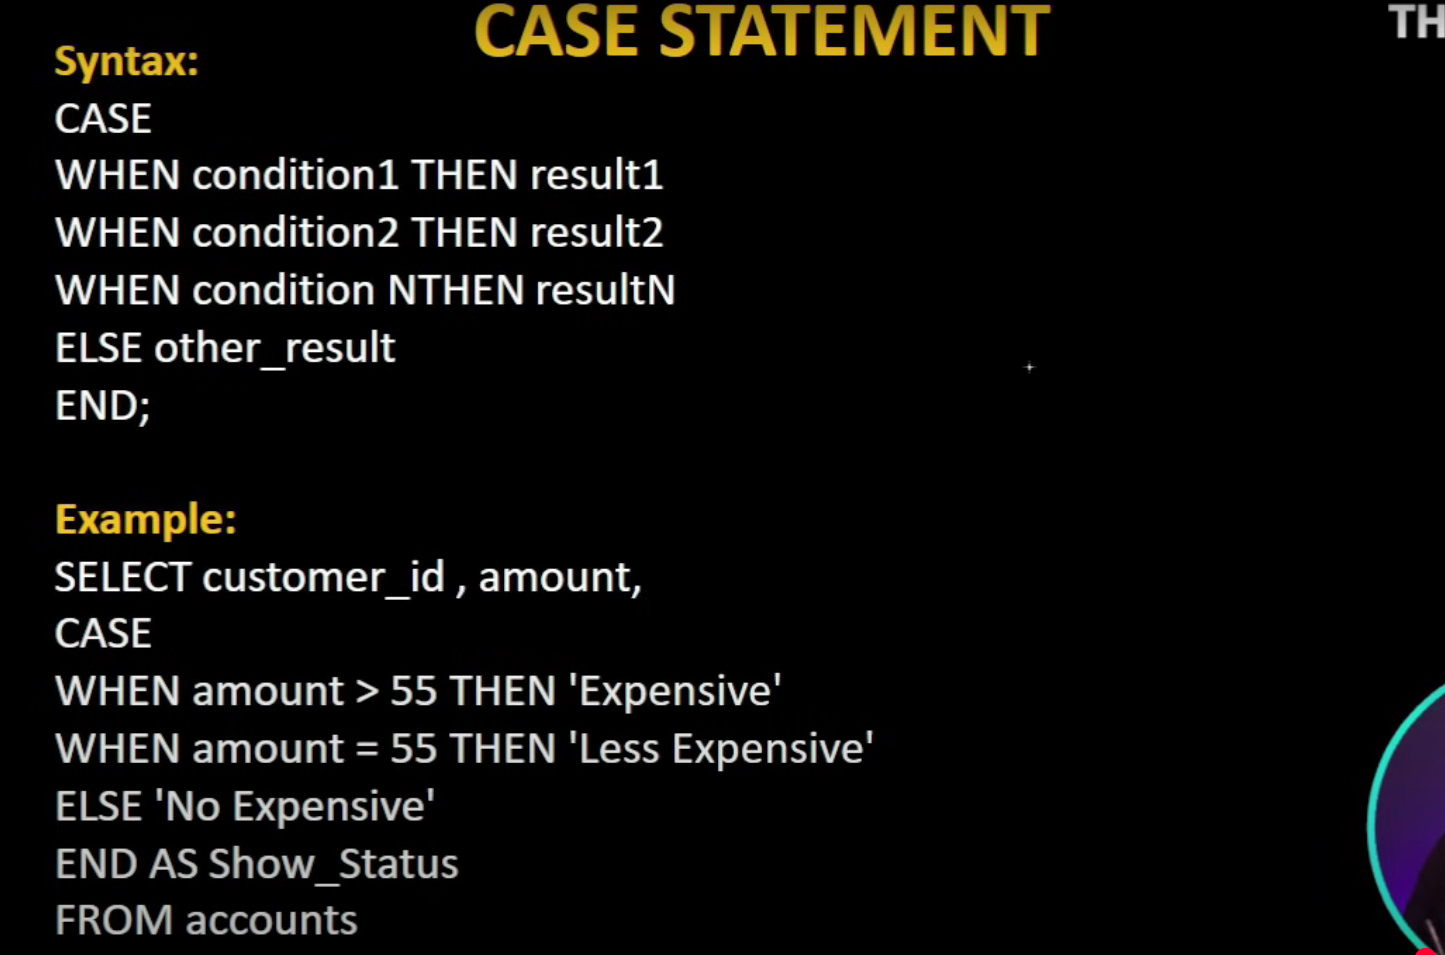 CASE STATEMENT
TH
Syntax:
CASE
WHEN condition1 THEN result1
WHEN condition2 THEN result2
WHEN condition NTHEN resultN
ELSE other_result
END;
Example:
SELECT customer_id , amount,
CASE
WHEN amount > 55 THEN 'Expensive'
WHEN amount = 55 THEN 'Less Expensive'
ELSE 'No Expensive'
END AS Show_Status
FROM accounts